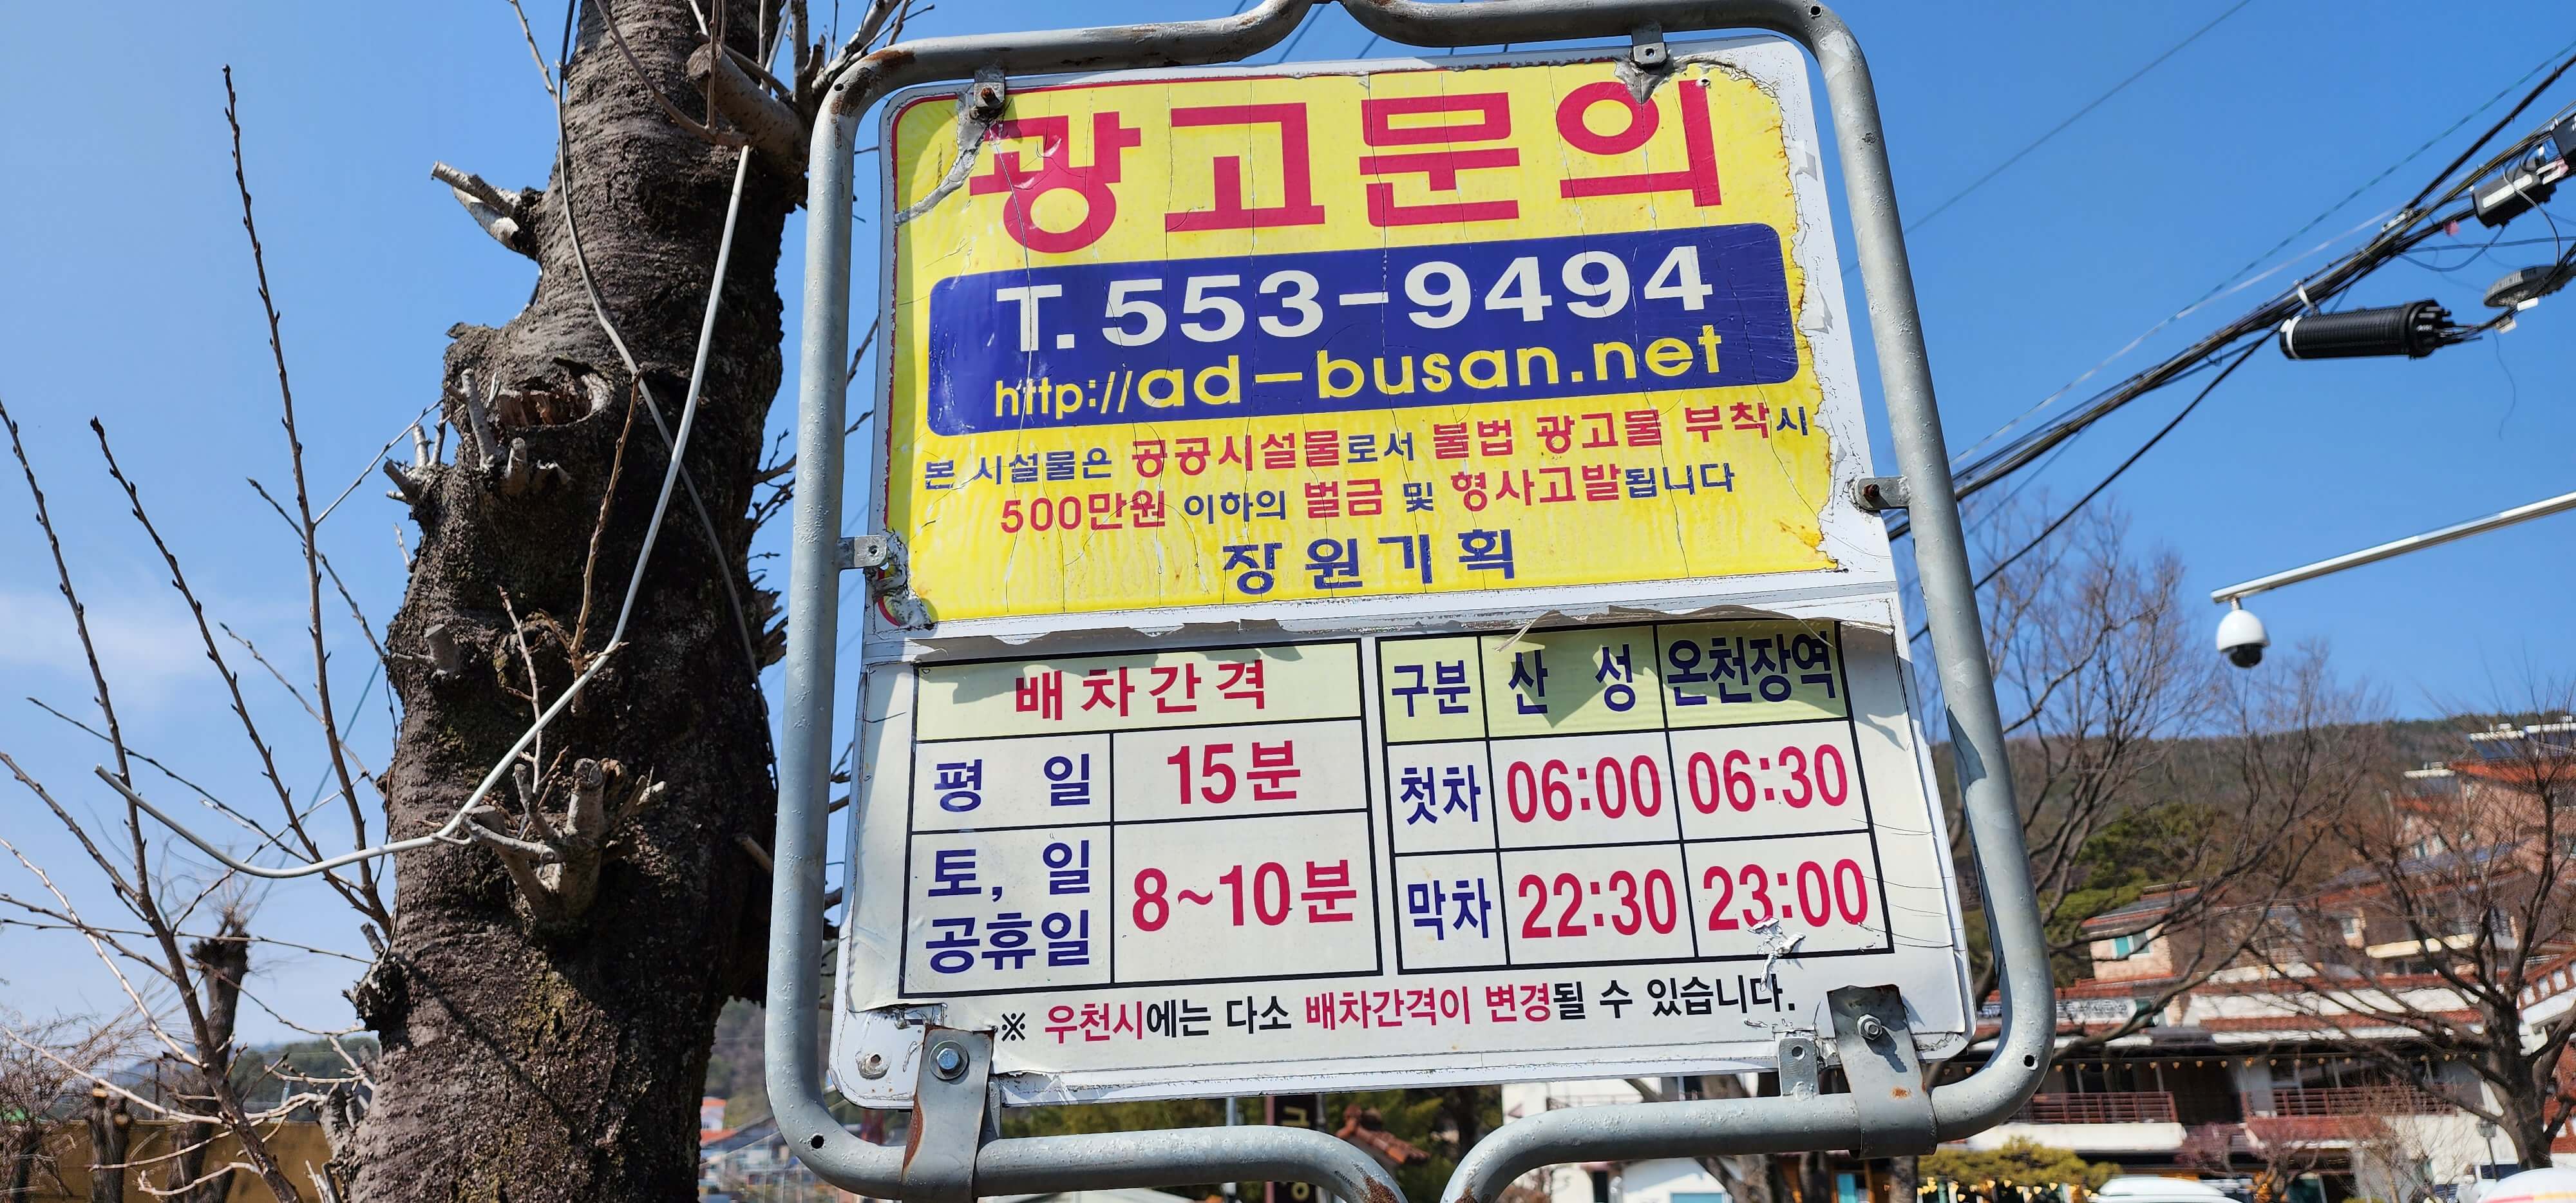 광고문의
T.553-9494
http://ad-busan.net
본 시설물은 공공시설물로서 불법 광고물 부착시
500만원 이하의 벌금 및 형사고발됩니다
장원기획
배차간격
평 일 15분
토, 일
공휴일 8~10분
구분 산 성 온천장역
첫차 06:00 06:30
막차 22:30 23:00
※ 우천시에는 다소 배차간격이 변경될 수 있습니다.